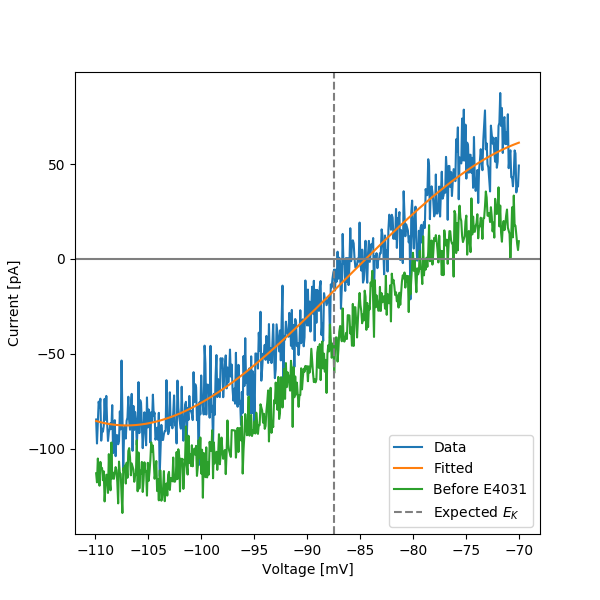 50
0
−50
−100
Current [pA]
−110 −105 −100 −95 −90 −85 −80 −75 −70
Voltage [mV]
Data
Fitted
Before E4031
Expected E_K